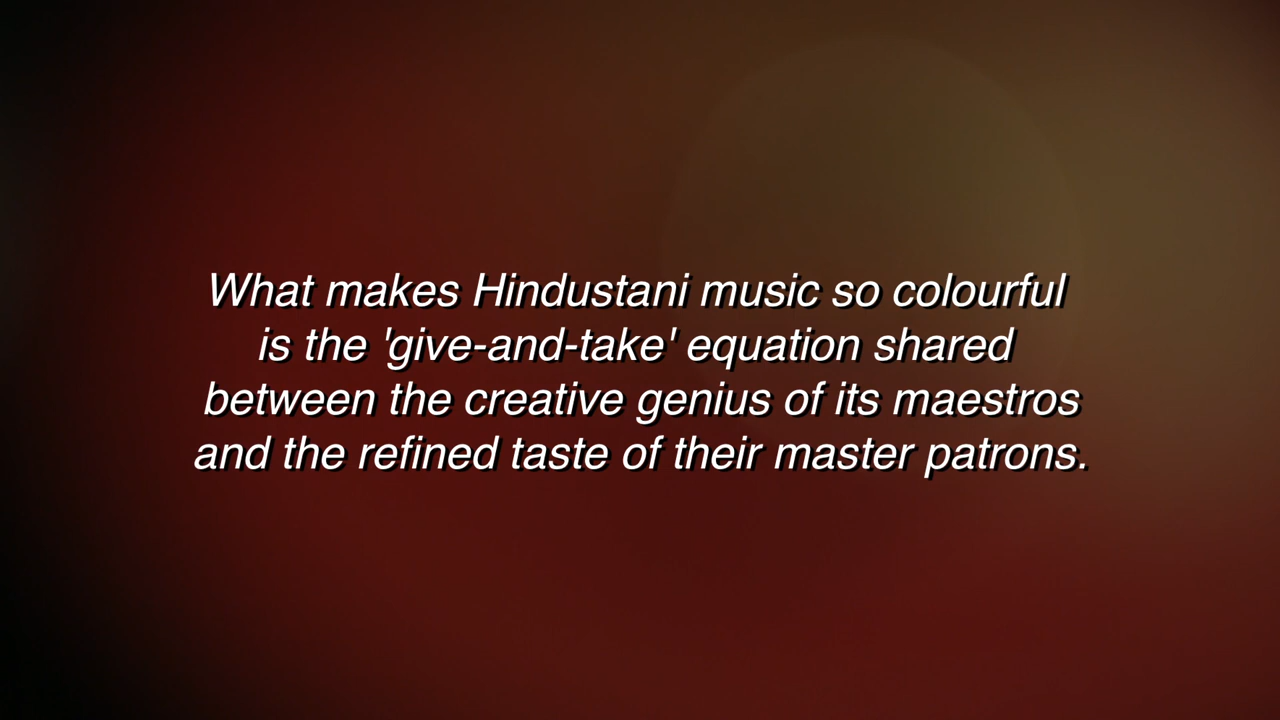 What makes Hindustani music so colourful
is the 'give-and-take' equation shared
between the creative genius of its maestros
and the refined taste of their master patrons.